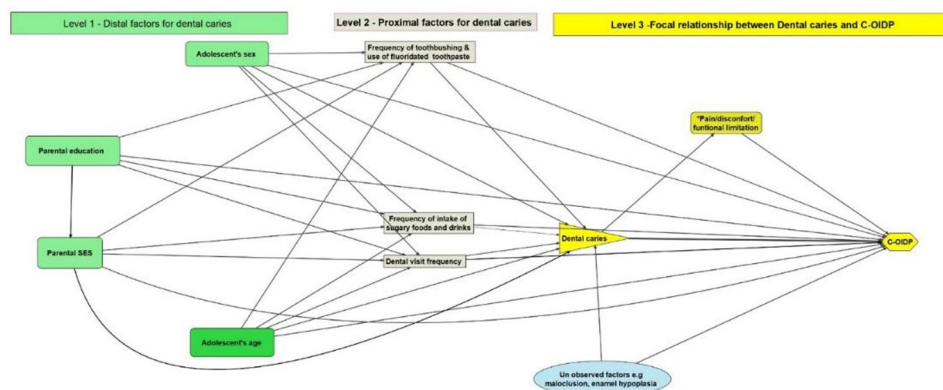 Level 1 - Distal factors for dental caries
Level 2 - Proximal factors for dental caries
Level 3 -Focal relationship between Dental caries and C-OIDP
Adolescent's sex
Frequency of toothbushing &
use of fluoridated toothpaste
*Pain/disconfort/
funtional limitation
Parental education
Frequency of intake of
sugary foods and drinks
Dental caries
C-OIDP
Parental SES
Dental visit frequency
Adolescent's age
Un observed factors e.g
maloclusion, enamel hypoplasia